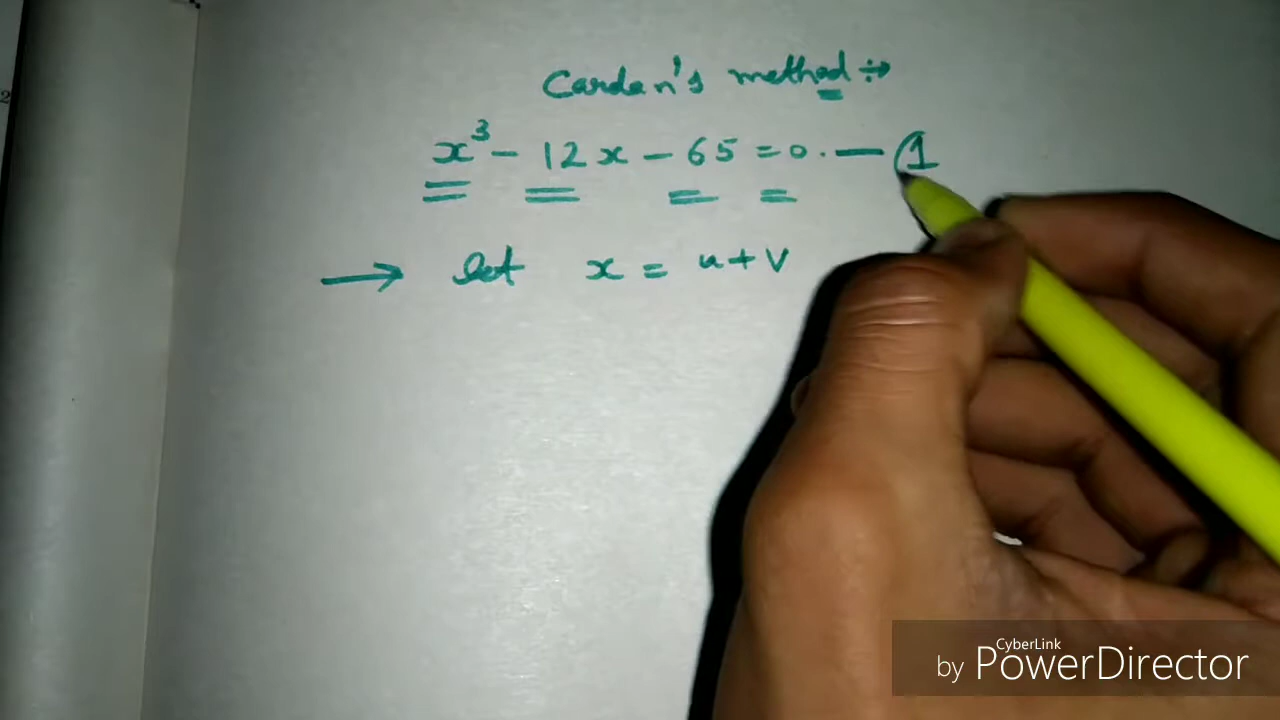 Cardan's method ÷→
x³ - 12x - 65 = 0. — ①
→ let x = u + v
CyberLink
by PowerDirector